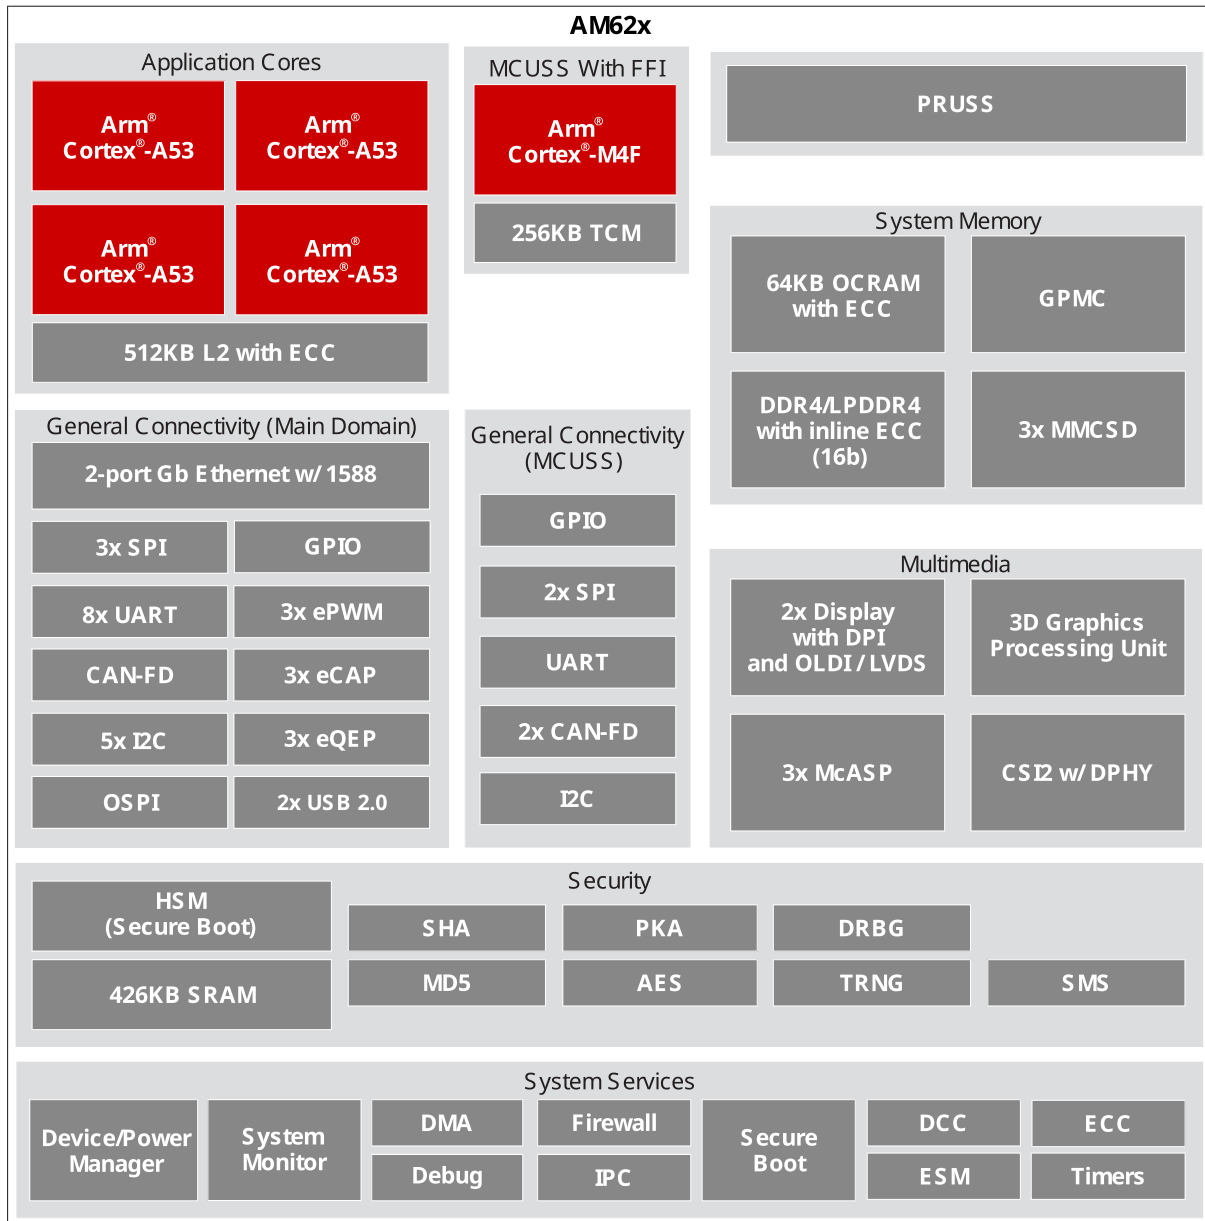 AM62x
Application Cores
Arm®
Cortex®-A53
Arm®
Cortex®-A53
Arm®
Cortex®-A53
Arm®
Cortex®-A53
512KB L2 with ECC
MCUSS With FFI
Arm®
Cortex®-M4F
256KB TCM
PRUSS
System Memory
64KB OCRAM
with ECC
GPMC
DDR4/LPDDR4
with inline ECC
(16b)
3x MMCSD
General Connectivity (Main Domain)
2-port Gb Ethernet w/ 1588
3x SPI
GPIO
8x UART
3x ePWM
CAN-FD
3x eCAP
5x I2C
3x eQEP
OSPI
2x USB 2.0
General Connectivity
(MCUSS)
GPIO
2x SPI
UART
2x CAN-FD
I2C
Multimedia
2x Display
with DPI
and OLDI / LVDS
3D Graphics
Processing Unit
3x McASP
CSI2 w/ DPHY
Security
HSM
(Secure Boot)
SHA
PKA
DRBG
426KB SRAM
MD5
AES
TRNG
SMS
System Services
Device/Power
Manager
System
Monitor
DMA
Debug
Firewall
IPC
Secure
Boot
DCC
ESM
ECC
Timers